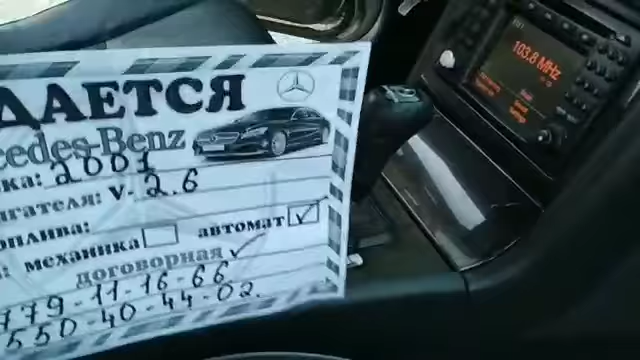 ДАЕТСЯ
cedes-Benz
ка: 2001
игателя: v. 2.6
оплива:
: механика автомат ✓
договорная ✓
779-11-16-66
550-40-44-02.
103.8 MHz